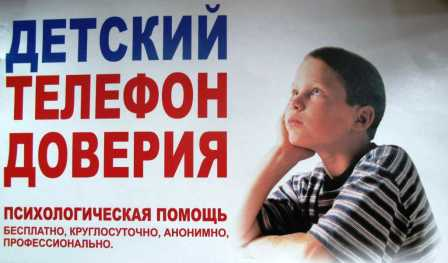 ДЕТСКИЙ
ТЕЛЕФОН
ДОВЕРИЯ
ПСИХОЛОГИЧЕСКАЯ ПОМОЩЬ
БЕСПЛАТНО, КРУГЛОСУТОЧНО, АНОНИМНО,
ПРОФЕССИОНАЛЬНО.